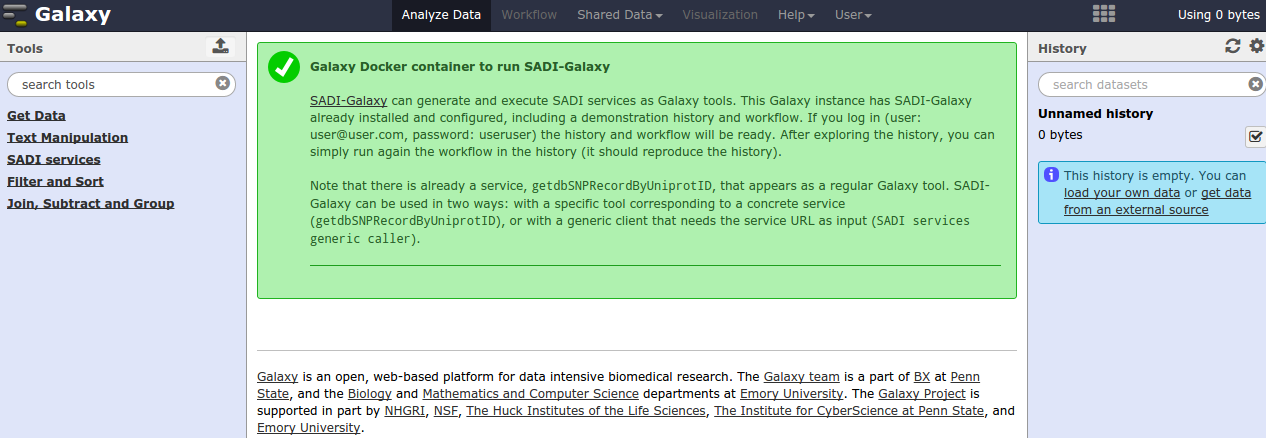 Galaxy
Analyze Data
Workflow
Shared Data
Visualization
Help
User
Using 0 bytes
Tools
search tools
Get Data
Text Manipulation
SADI services
Filter and Sort
Join, Subtract and Group
Galaxy Docker container to run SADI-Galaxy
SADI-Galaxy can generate and execute SADI services as Galaxy tools. This Galaxy instance has SADI-Galaxy
already installed and configured, including a demonstration history and workflow. If you log in (user:
user@user.com, password: useruser) the history and workflow will be ready. After exploring the history, you can
simply run again the workflow in the history (it should reproduce the history).
Note that there is already a service, getdbSNPRecordByUniprotID, that appears as a regular Galaxy tool. SADI-
Galaxy can be used in two ways: with a specific tool corresponding to a concrete service
(getdbSNPRecordByUniprotID), or with a generic client that needs the service URL as input (SADI services
generic caller).
Galaxy is an open, web-based platform for data intensive biomedical research. The Galaxy team is a part of BX at Penn
State, and the Biology and Mathematics and Computer Science departments at Emory University. The Galaxy Project is
supported in part by NHGRI, NSF, The Huck Institutes of the Life Sciences, The Institute for CyberScience at Penn State, and
Emory University.
History
search datasets
Unnamed history
0 bytes
This history is empty. You can
load your own data or get data
from an external source